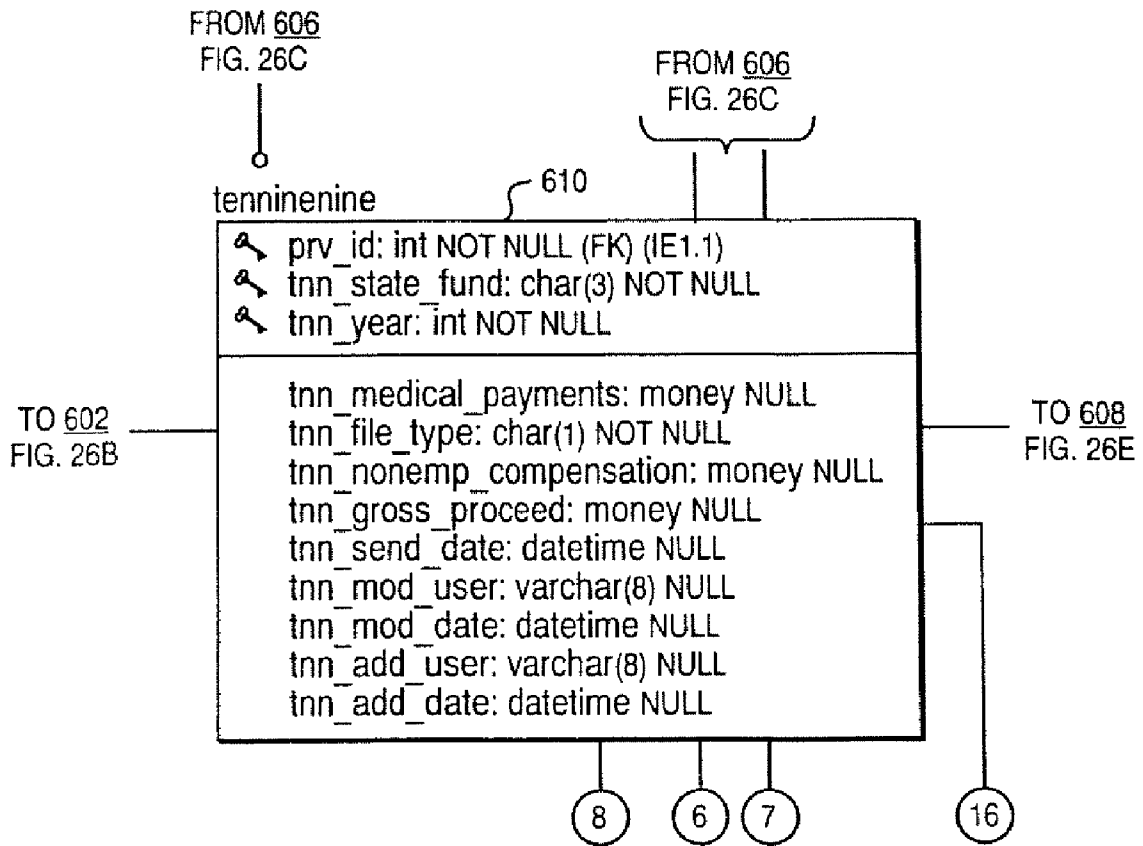 FROM 606
FIG. 26C
FROM 606
FIG. 26C
tenninenine
610
prv_id: int NOT NULL (FK) (IE1.1)
tnn_state_fund: char(3) NOT NULL
tnn_year: int NOT NULL
tnn_medical_payments: money NULL
tnn_file_type: char(1) NOT NULL
tnn_nonemp_compensation: money NULL
tnn_gross_proceed: money NULL
tnn_send_date: datetime NULL
tnn_mod_user: varchar(8) NULL
tnn_mod_date: datetime NULL
tnn_add_user: varchar(8) NULL
tnn_add_date: datetime NULL
TO 602
FIG. 26B
TO 608
FIG. 26E
8
6
7
16